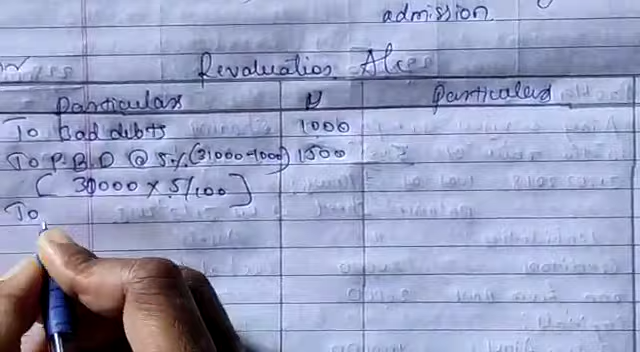 admission
Revaluation A/c
Particulars ₹ Particulars
To Bad debts 1000
To P.B.D @ 5% (31000-1000) 1500
( 30000 x 5/100 ]
To